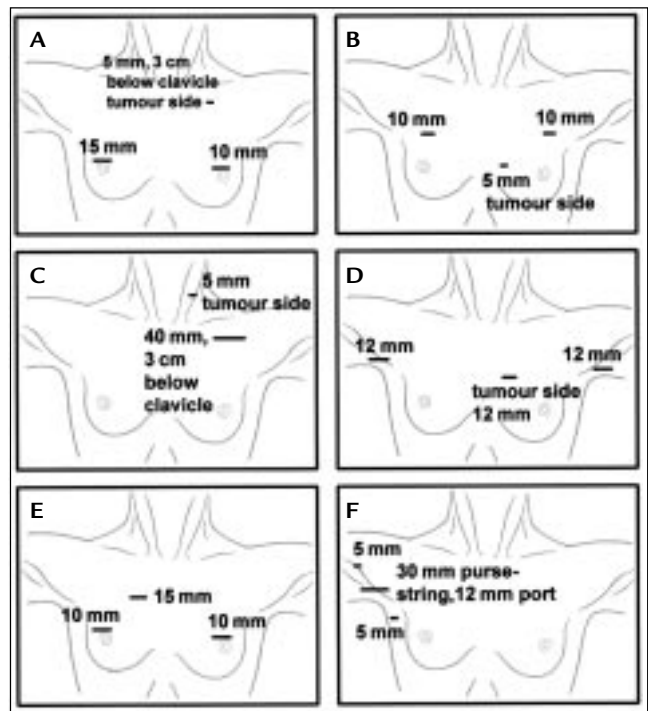 A
5 mm, 3 cm
below clavicle
tumour side
15 mm
10 mm
B
10 mm
10 mm
5 mm
tumour side
C
5 mm
tumour side
40 mm,
3 cm
below
clavicle
D
12 mm
12 mm
tumour side
12 mm
E
15 mm
10 mm
10 mm
F
5 mm
30 mm purse-
string,12 mm port
5 mm